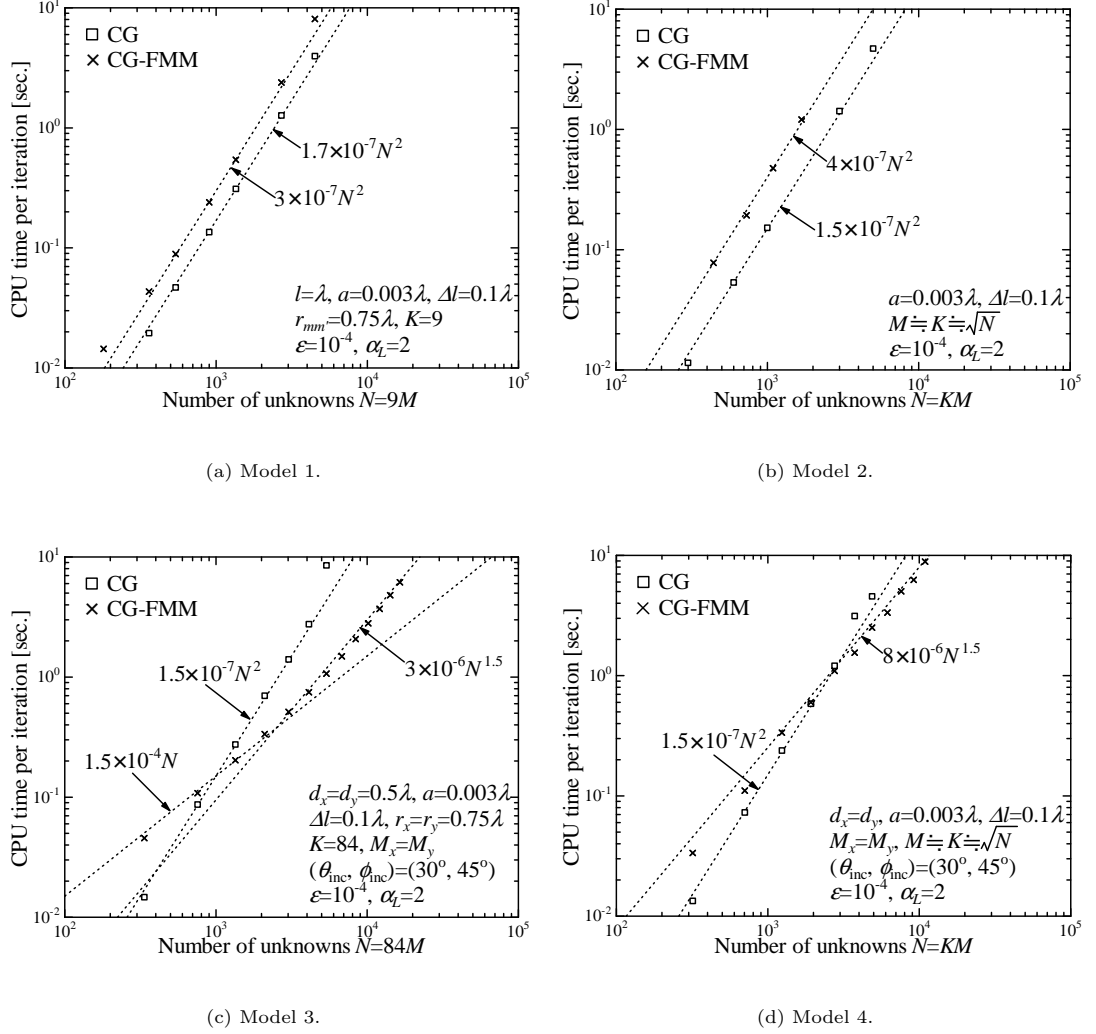 CPU time per iteration [sec.]
10^1
10^0
10^-1
10^-2
□ CG
× CG-FMM
1.7×10^-7N^2
3×10^-7N^2
l=λ, a=0.003λ, Δl=0.1λ
r_mm'=0.75λ, K=9
ε=10^-4, α_L=2
10^2 10^3 10^4 10^5
Number of unknowns N=9M
(a) Model 1.
CPU time per iteration [sec.]
10^1
10^0
10^-1
10^-2
□ CG
× CG-FMM
4×10^-7N^2
1.5×10^-7N^2
a=0.003λ, Δl=0.1λ
M≒K≒√N
ε=10^-4, α_L=2
10^2 10^3 10^4 10^5
Number of unknowns N=KM
(b) Model 2.
CPU time per iteration [sec.]
10^1
10^0
10^-1
10^-2
□ CG
× CG-FMM
1.5×10^-7N^2
3×10^-6N^1.5
1.5×10^-4N
d_x=d_y=0.5λ, a=0.003λ
Δl=0.1λ, r_x=r_y=0.75λ
K=84, M_x=M_y
(θ_inc, ϕ_inc)=(30°, 45°)
ε=10^-4, α_L=2
10^2 10^3 10^4 10^5
Number of unknowns N=84M
(c) Model 3.
CPU time per iteration [sec.]
10^1
10^0
10^-1
10^-2
□ CG
× CG-FMM
8×10^-6N^1.5
1.5×10^-7N^2
d_x=d_y, a=0.003λ, Δl=0.1λ
M_x=M_y, M≒K≒√N
(θ_inc, ϕ_inc)=(30°, 45°)
ε=10^-4, α_L=2
10^2 10^3 10^4 10^5
Number of unknowns N=KM
(d) Model 4.